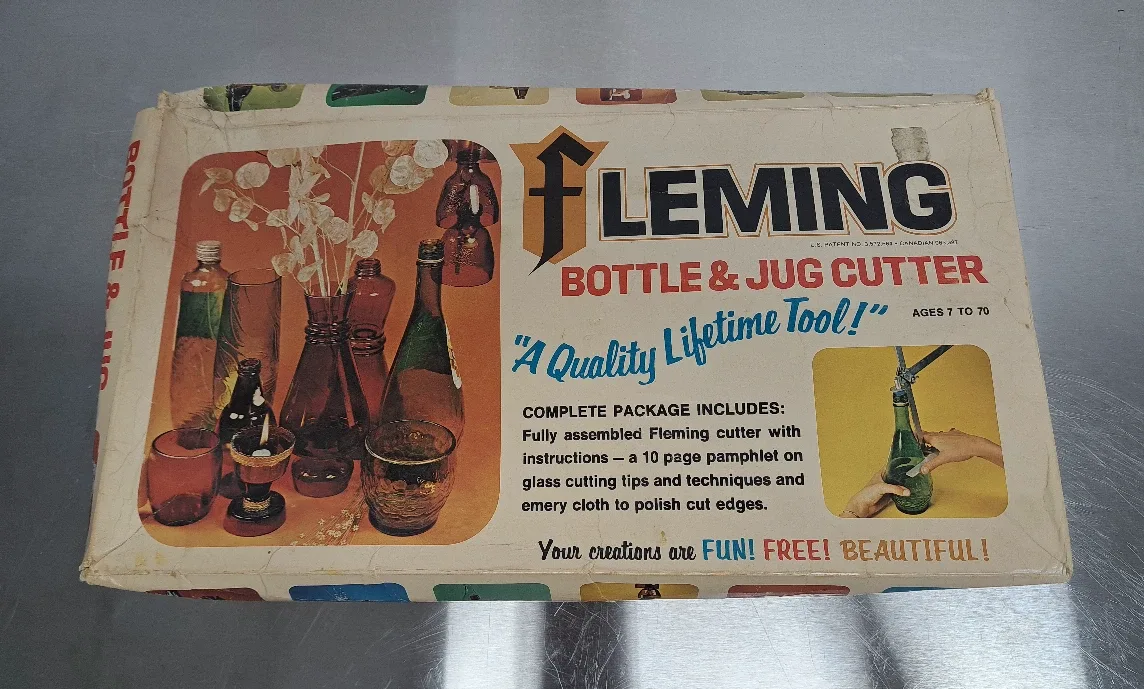 FLEMING
BOTTLE & JUG CUTTER
"A Quality Lifetime Tool!"
AGES 7 TO 70
COMPLETE PACKAGE INCLUDES:
Fully assembled Fleming cutter with
instructions — a 10 page pamphlet on
glass cutting tips and techniques and
emery cloth to polish cut edges.
Your creations are FUN! FREE! BEAUTIFUL!
BOTTLE & JUG